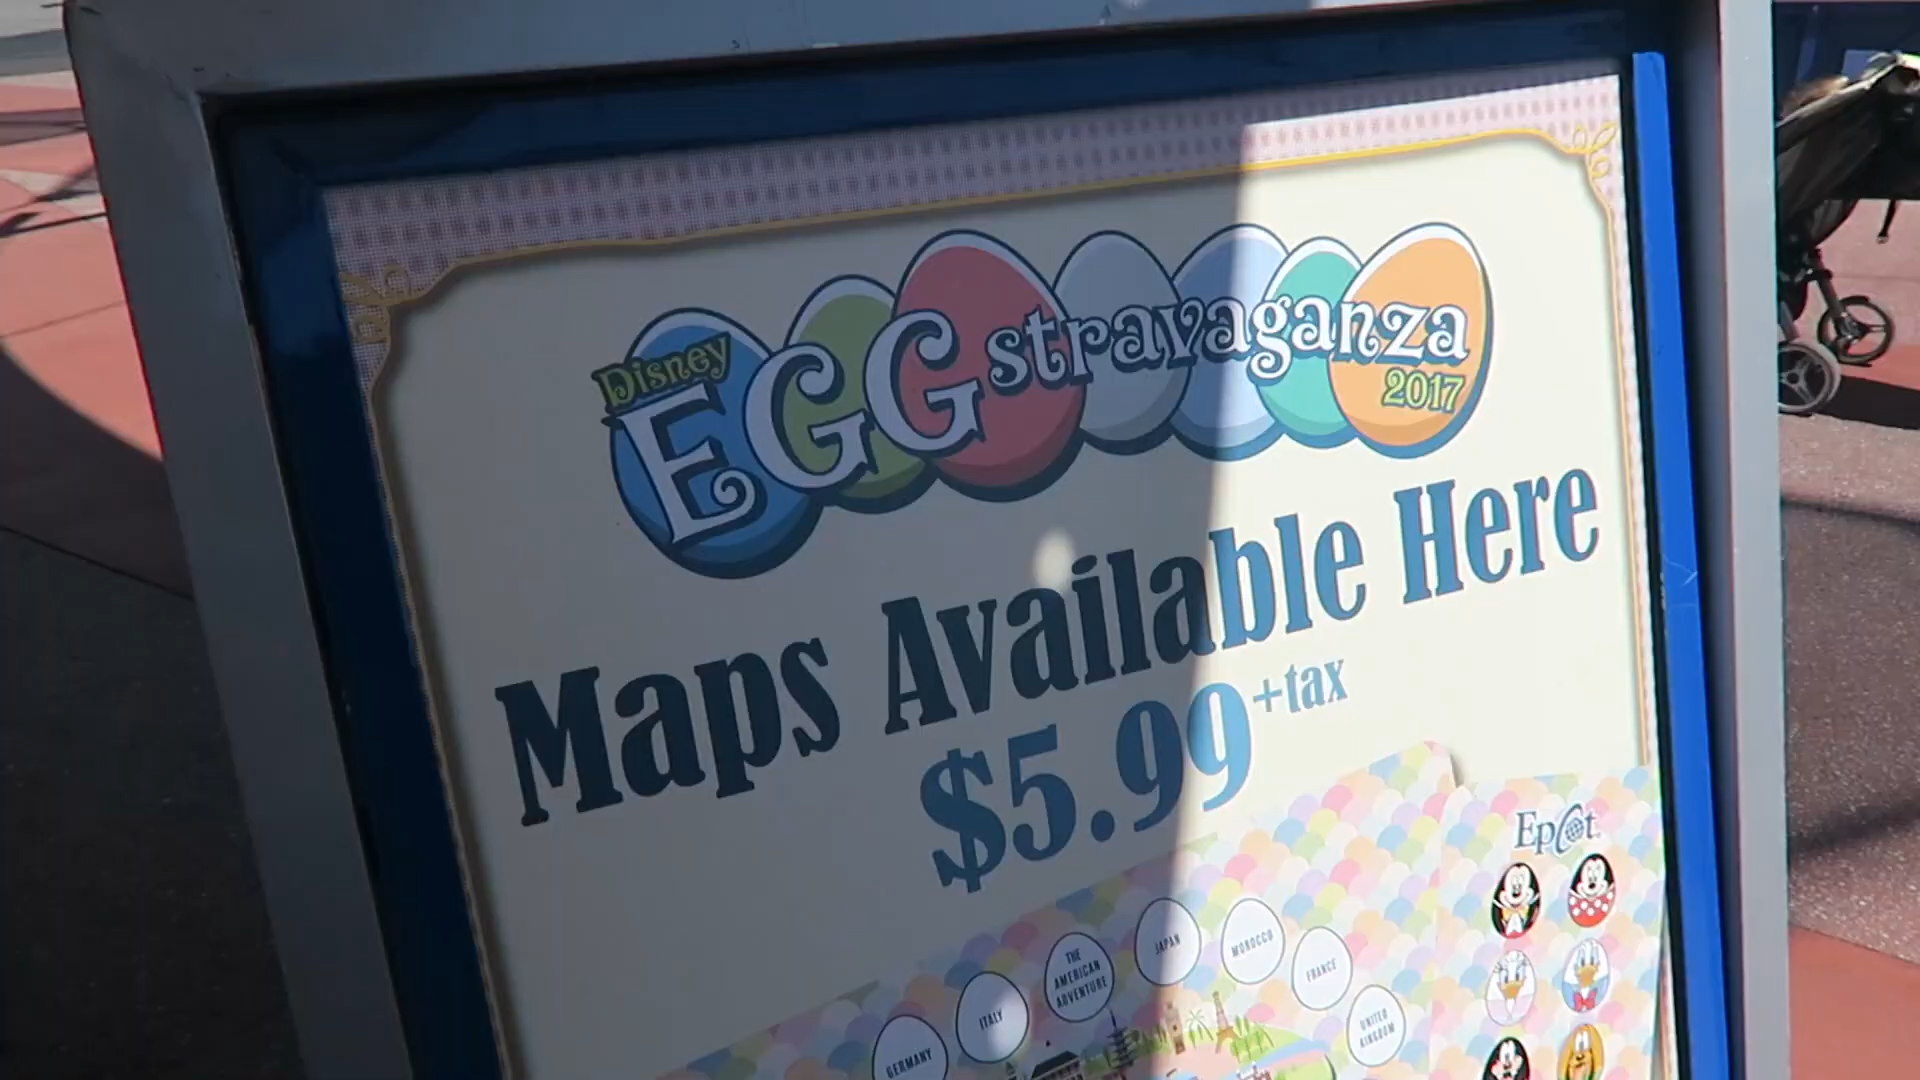 Disney
EGGstravaganza
2017
Maps Available Here
$5.99 +tax
Epcot
GERMANY
ITALY
THE
AMERICAN
ADVENTURE
JAPAN
MOROCCO
FRANCE
UNITED
KINGDOM